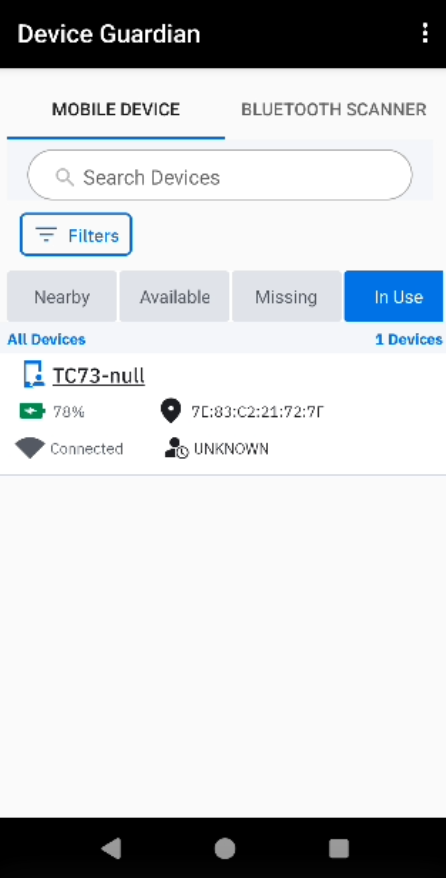 Device Guardian
MOBILE DEVICE BLUETOOTH SCANNER
Search Devices
Filters
Nearby Available Missing In Use
All Devices 1 Devices
TC73-null
78% 7E:83:C2:21:72:7F
Connected UNKNOWN